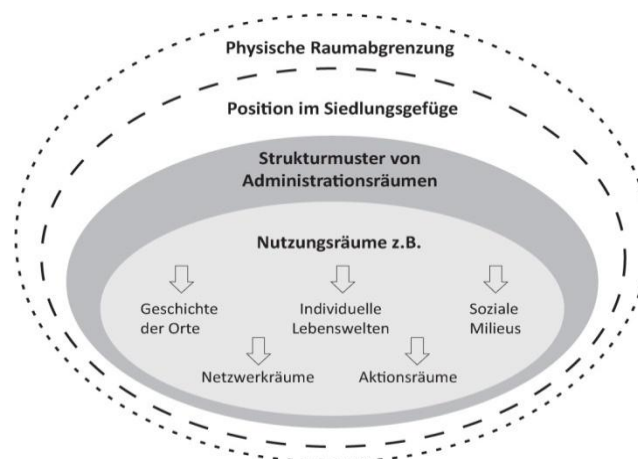 Physische Raumabgrenzung
Position im Siedlungsgefüge
Strukturmuster von
Administrationsräumen
Nutzungsräume z.B.
Geschichte
der Orte
Individuelle
Lebenswelten
Soziale
Milieus
Netzwerkräume
Aktionsräume